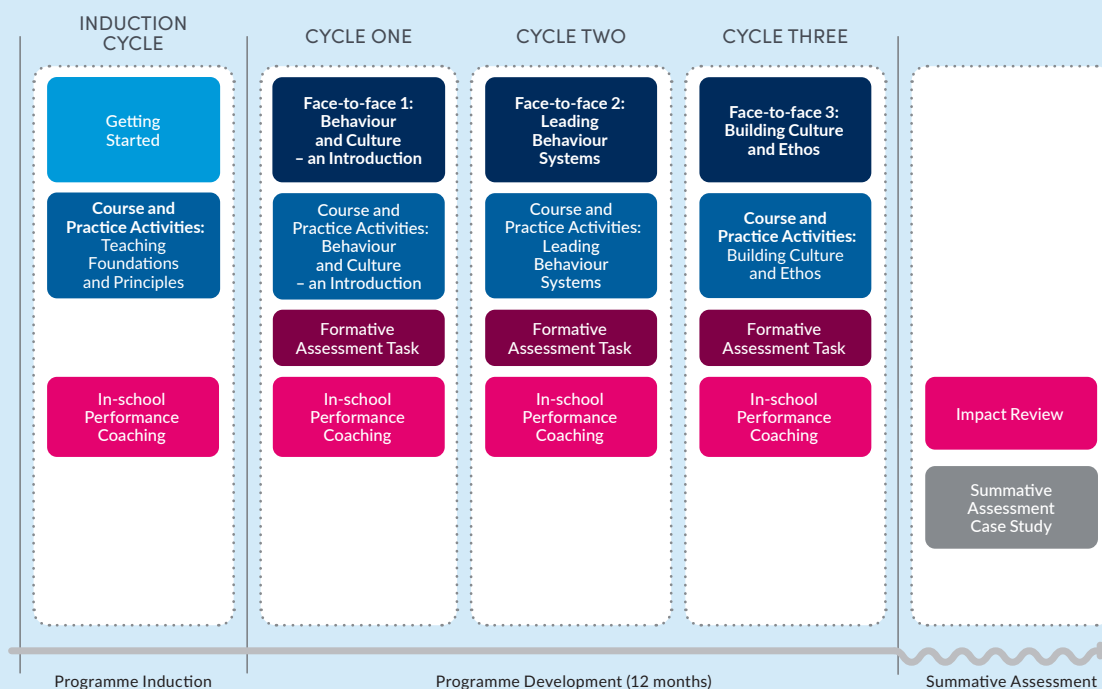 INDUCTION
CYCLE
Getting
Started
Course and
Practice Activities:
Teaching
Foundations
and Principles
In-school
Performance
Coaching
CYCLE ONE
Face-to-face 1:
Behaviour
and Culture
– an Introduction
Course and
Practice Activities:
Behaviour
and Culture
– an Introduction
Formative
Assessment Task
In-school
Performance
Coaching
CYCLE TWO
Face-to-face 2:
Leading
Behaviour
Systems
Course and
Practice Activities:
Leading
Behaviour
Systems
Formative
Assessment Task
In-school
Performance
Coaching
CYCLE THREE
Face-to-face 3:
Building Culture
and Ethos
Course and
Practice Activities:
Building Culture
and Ethos
Formative
Assessment Task
In-school
Performance
Coaching
Impact Review
Summative
Assessment
Case Study
Programme Induction
Programme Development (12 months)
Summative Assessment